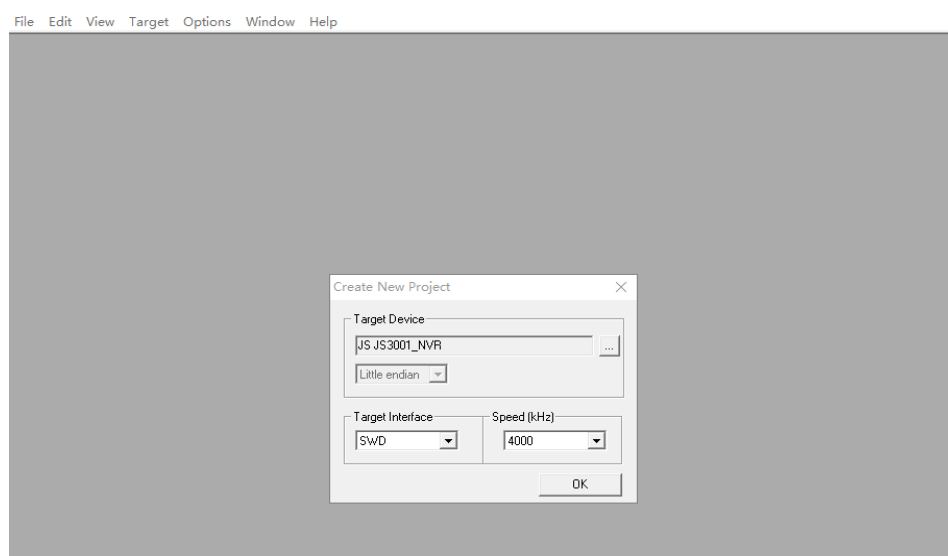 File Edit View Target Options Window Help
Create New Project
Target Device
JS JS3001_NVR
...
Little endian
Target Interface
Speed (kHz)
SWD
4000
OK